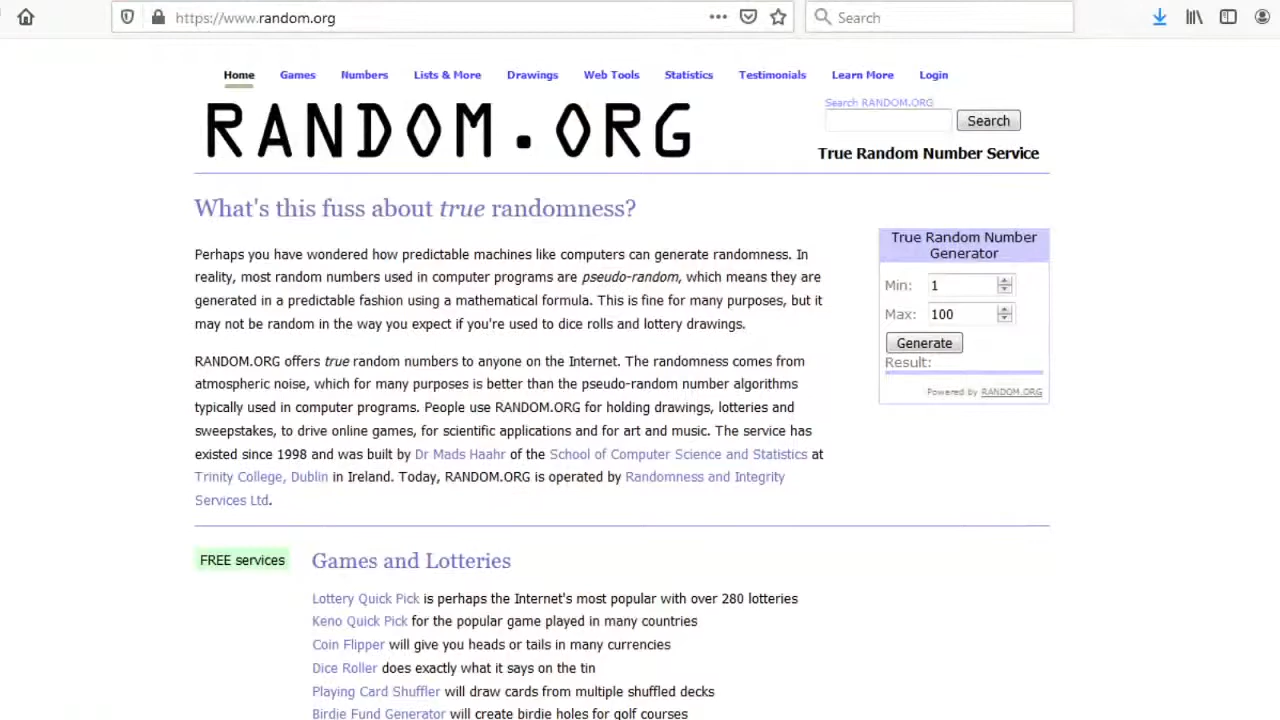 https://www.random.org
Search
Home Games Numbers Lists & More Drawings Web Tools Statistics Testimonials Learn More Login
RANDOM.ORG
Search RANDOM.ORG
Search
True Random Number Service
What's this fuss about true randomness?
Perhaps you have wondered how predictable machines like computers can generate randomness. In
reality, most random numbers used in computer programs are pseudo-random, which means they are
generated in a predictable fashion using a mathematical formula. This is fine for many purposes, but it
may not be random in the way you expect if you're used to dice rolls and lottery drawings.
RANDOM.ORG offers true random numbers to anyone on the Internet. The randomness comes from
atmospheric noise, which for many purposes is better than the pseudo-random number algorithms
typically used in computer programs. People use RANDOM.ORG for holding drawings, lotteries and
sweepstakes, to drive online games, for scientific applications and for art and music. The service has
existed since 1998 and was built by Dr Mads Haahr of the School of Computer Science and Statistics at
Trinity College, Dublin in Ireland. Today, RANDOM.ORG is operated by Randomness and Integrity
Services Ltd.
True Random Number
Generator
Min: 1
Max: 100
Generate
Result:
Powered by RANDOM.ORG
FREE services
Games and Lotteries
Lottery Quick Pick is perhaps the Internet's most popular with over 280 lotteries
Keno Quick Pick for the popular game played in many countries
Coin Flipper will give you heads or tails in many currencies
Dice Roller does exactly what it says on the tin
Playing Card Shuffler will draw cards from multiple shuffled decks
Birdie Fund Generator will create birdie holes for golf courses